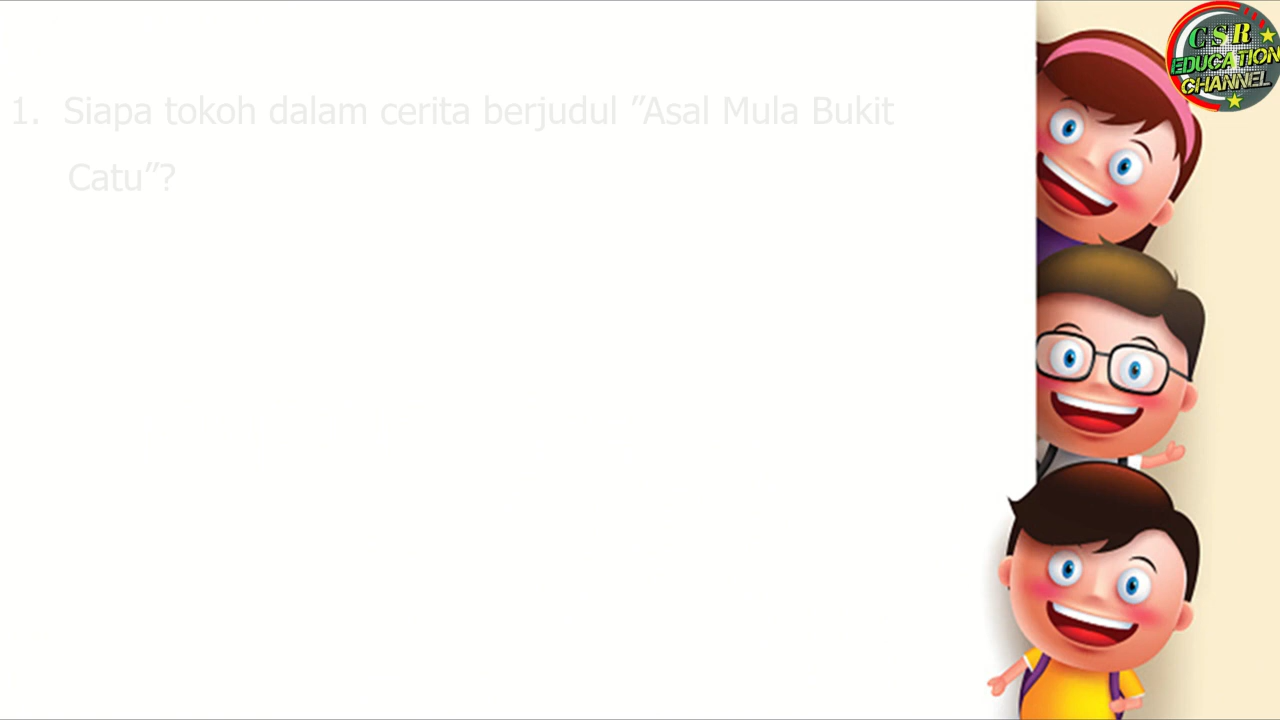 CSR
EDUCATION
CHANNEL
1. Siapa tokoh dalam cerita berjudul ”Asal Mula Bukit
Catu”?